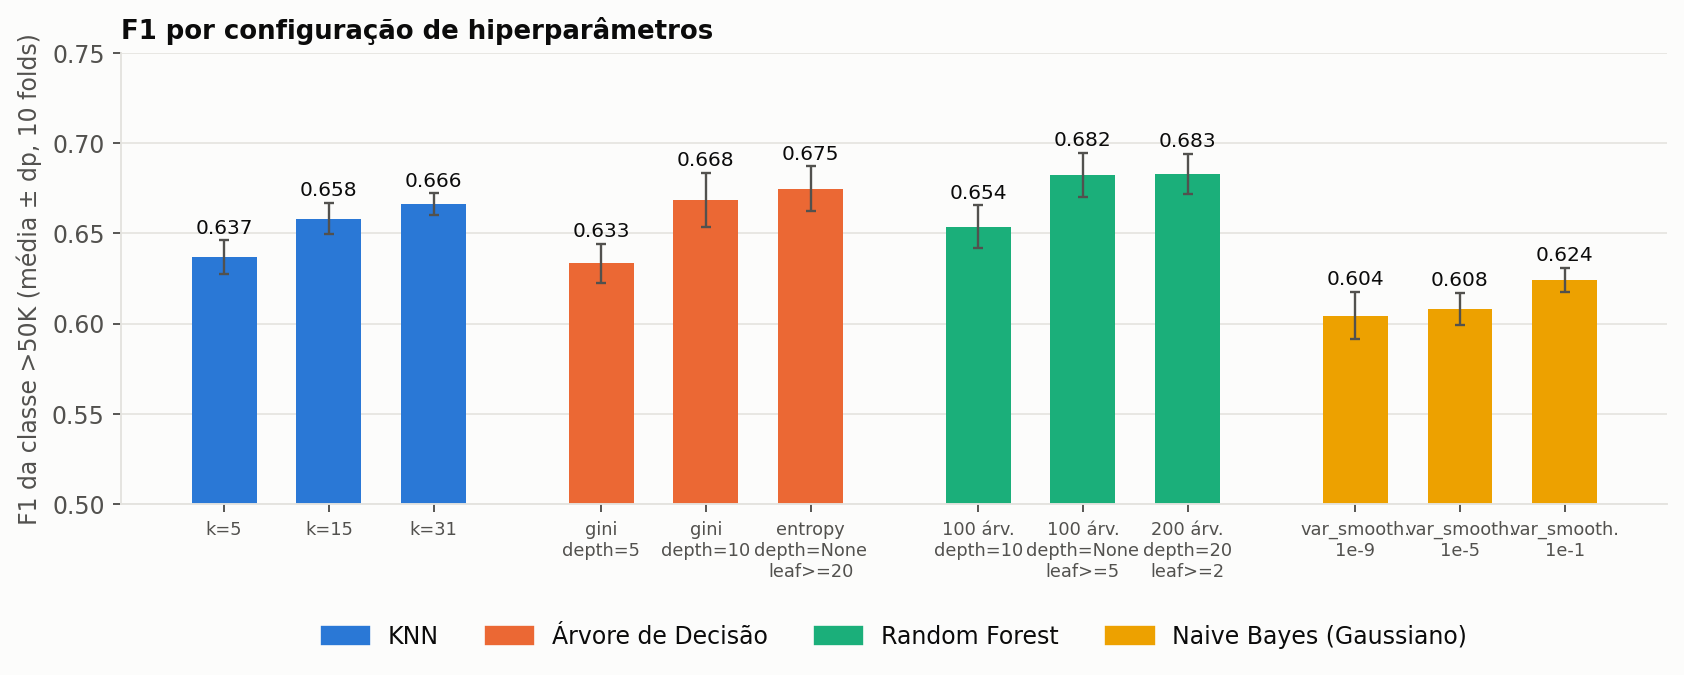 F1 por configuração de hiperparâmetros
F1 da classe >50K (média ± dp, 10 folds)
0.75
0.70
0.65
0.60
0.55
0.50
0.637
0.658
0.666
0.633
0.668
0.675
0.654
0.682
0.683
0.604
0.608
0.624
k=5
k=15
k=31
gini
depth=5
gini
depth=10
entropy
depth=None
leaf>=20
100 árv.
depth=10
100 árv.
depth=None
leaf>=5
200 árv.
depth=20
leaf>=2
var_smooth.
1e-9
var_smooth.
1e-5
var_smooth.
1e-1
KNN
Árvore de Decisão
Random Forest
Naive Bayes (Gaussiano)